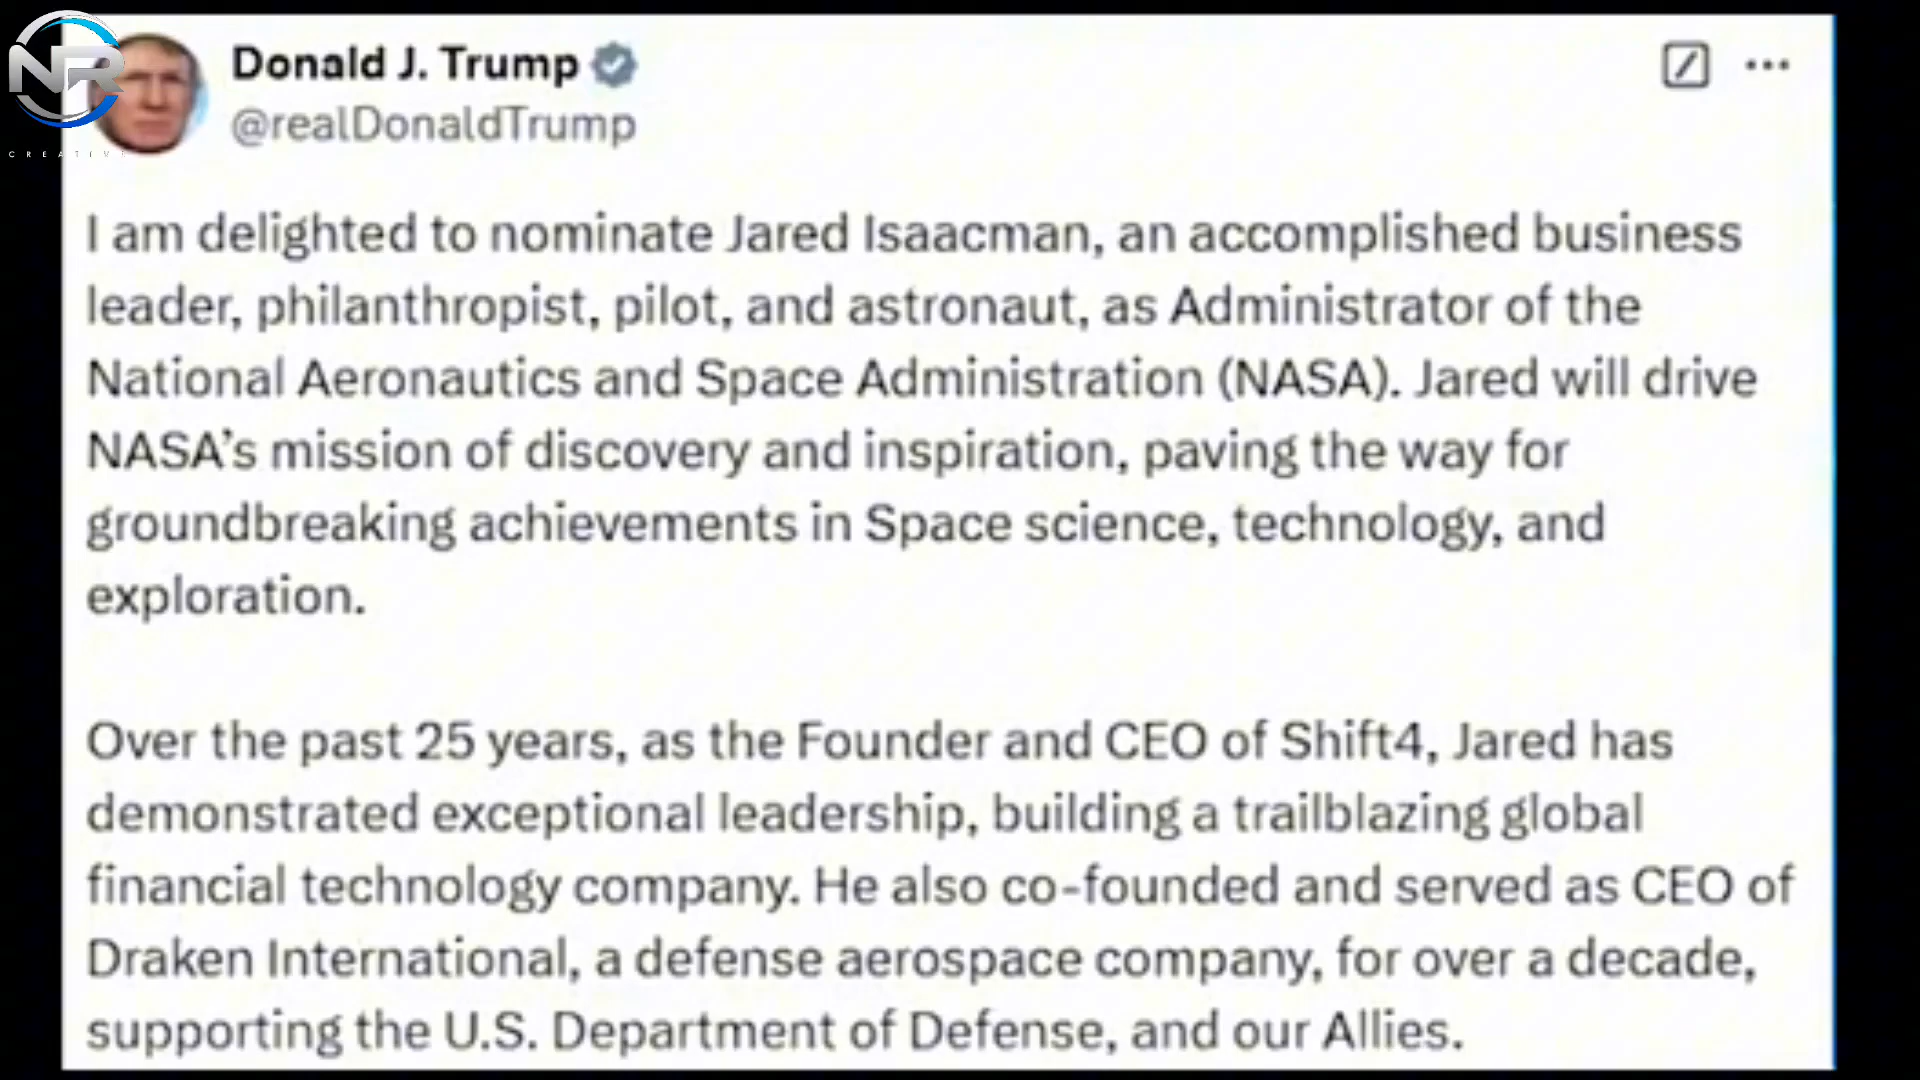 NR
CREATIVE
Donald J. Trump
@realDonaldTrump
I am delighted to nominate Jared Isaacman, an accomplished business
leader, philanthropist, pilot, and astronaut, as Administrator of the
National Aeronautics and Space Administration (NASA). Jared will drive
NASA’s mission of discovery and inspiration, paving the way for
groundbreaking achievements in Space science, technology, and
exploration.
Over the past 25 years, as the Founder and CEO of Shift4, Jared has
demonstrated exceptional leadership, building a trailblazing global
financial technology company. He also co-founded and served as CEO of
Draken International, a defense aerospace company, for over a decade,
supporting the U.S. Department of Defense, and our Allies.